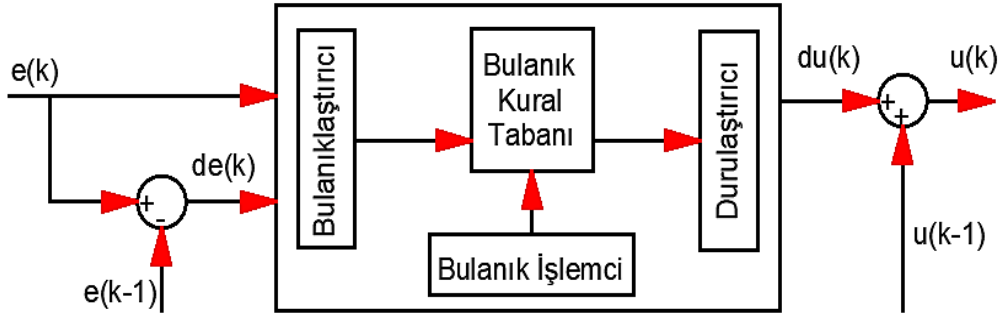 e(k)
de(k)
e(k-1)
+
-
Bulanıklaştırıcı
Bulanık
Kural
Tabanı
Bulanık İşlemci
Durulaştırıcı
du(k)
u(k)
+
+
u(k-1)